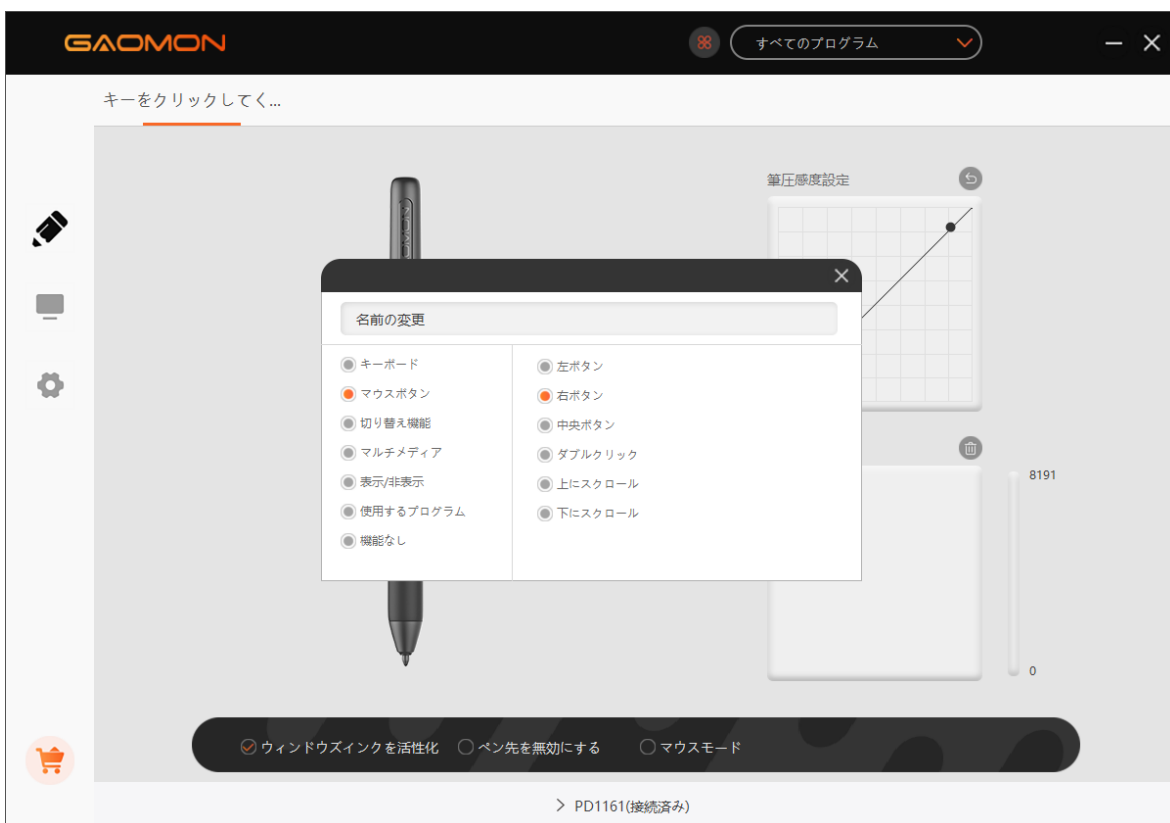 GAOMON
すべてのプログラム
キーをクリックしてく...
筆圧感度設定
名前の変更
キーボード
マウスボタン
切り替え機能
マルチメディア
表示/非表示
使用するプログラム
機能なし
左ボタン
右ボタン
中央ボタン
ダブルクリック
上にスクロール
下にスクロール
8191
0
ウィンドウズインクを活性化
ペン先を無効にする
マウスモード
PD1161(接続済み)